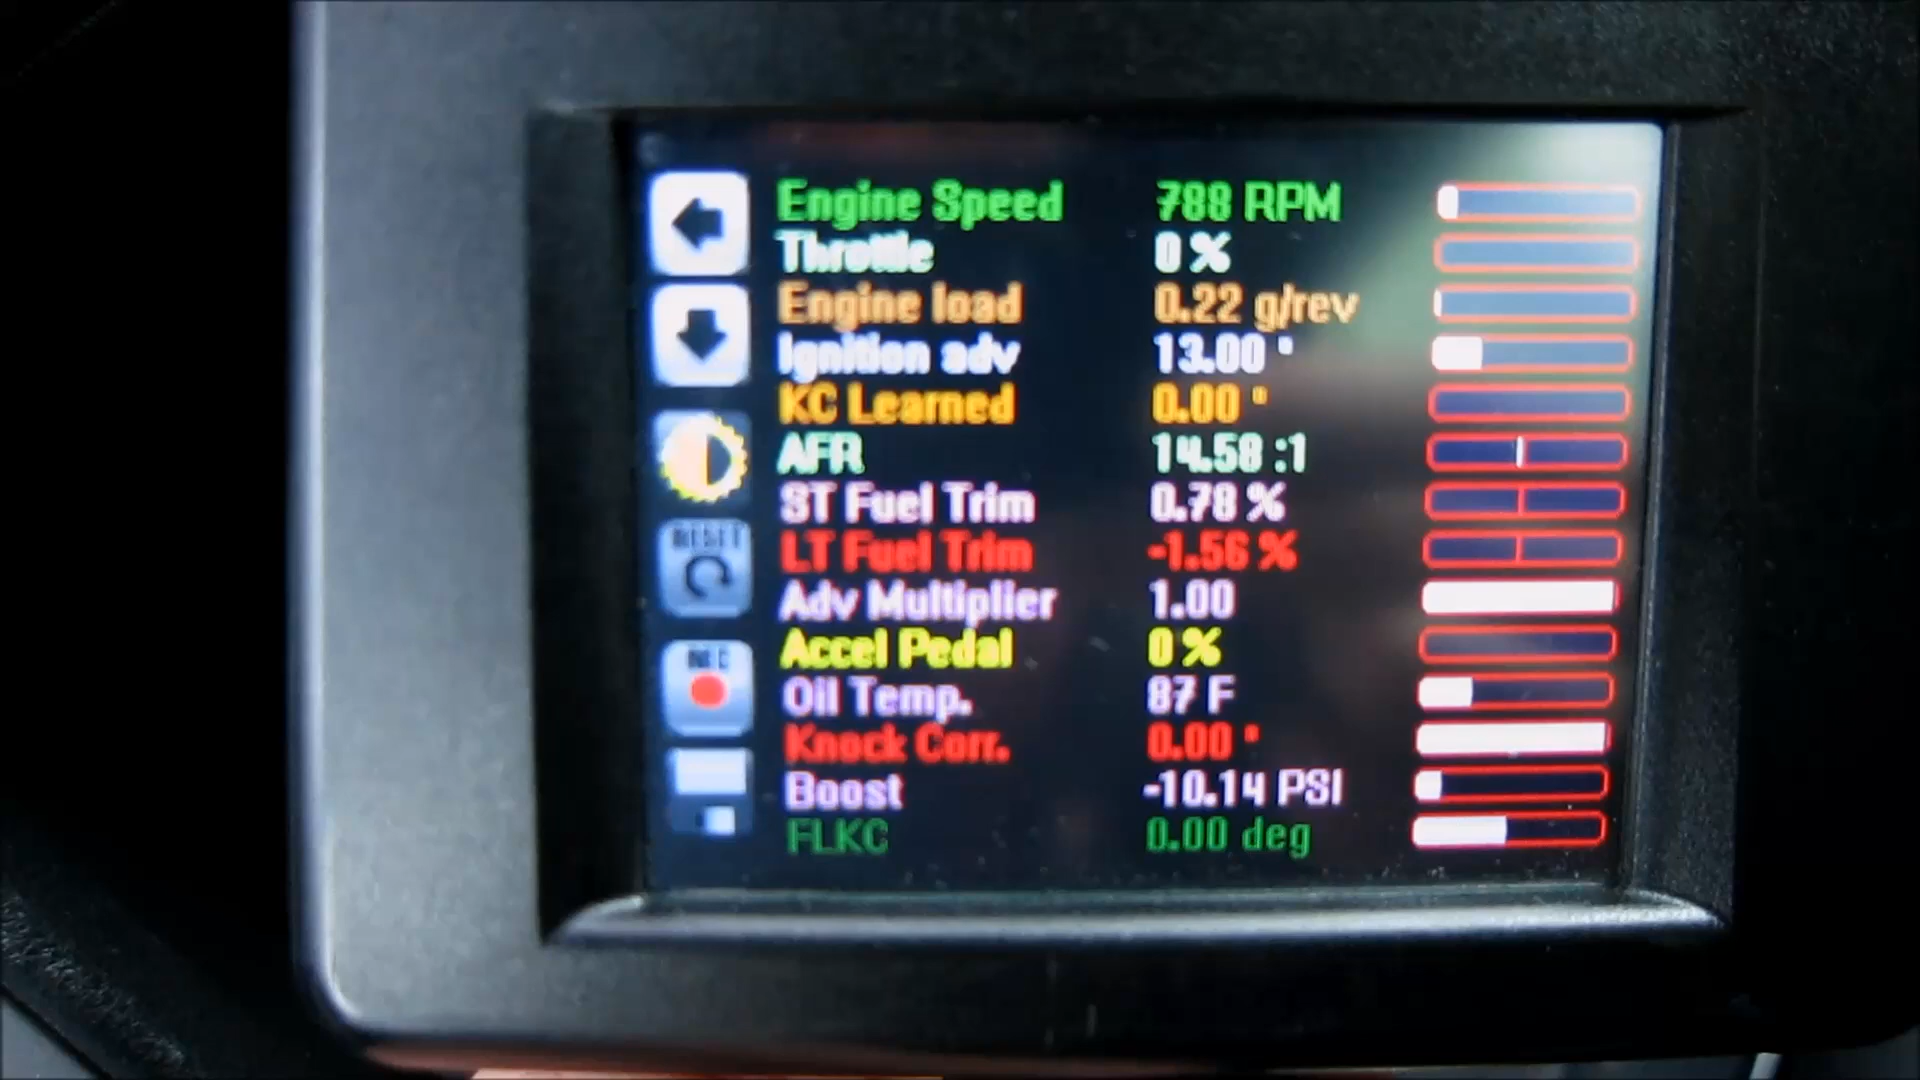 Engine Speed 788 RPM
Throttle 0 %
Engine load 0.22 g/rev
Ignition adv 13.00 °
KC Learned 0.00 °
AFR 14.58 :1
ST Fuel Trim 0.78 %
RESET
LT Fuel Trim -1.56 %
Adv Multiplier 1.00
Accel Pedal 0 %
REC
Oil Temp. 87 F
Knock Corr. 0.00 °
Boost -10.14 PSI
FLKC 0.00 deg